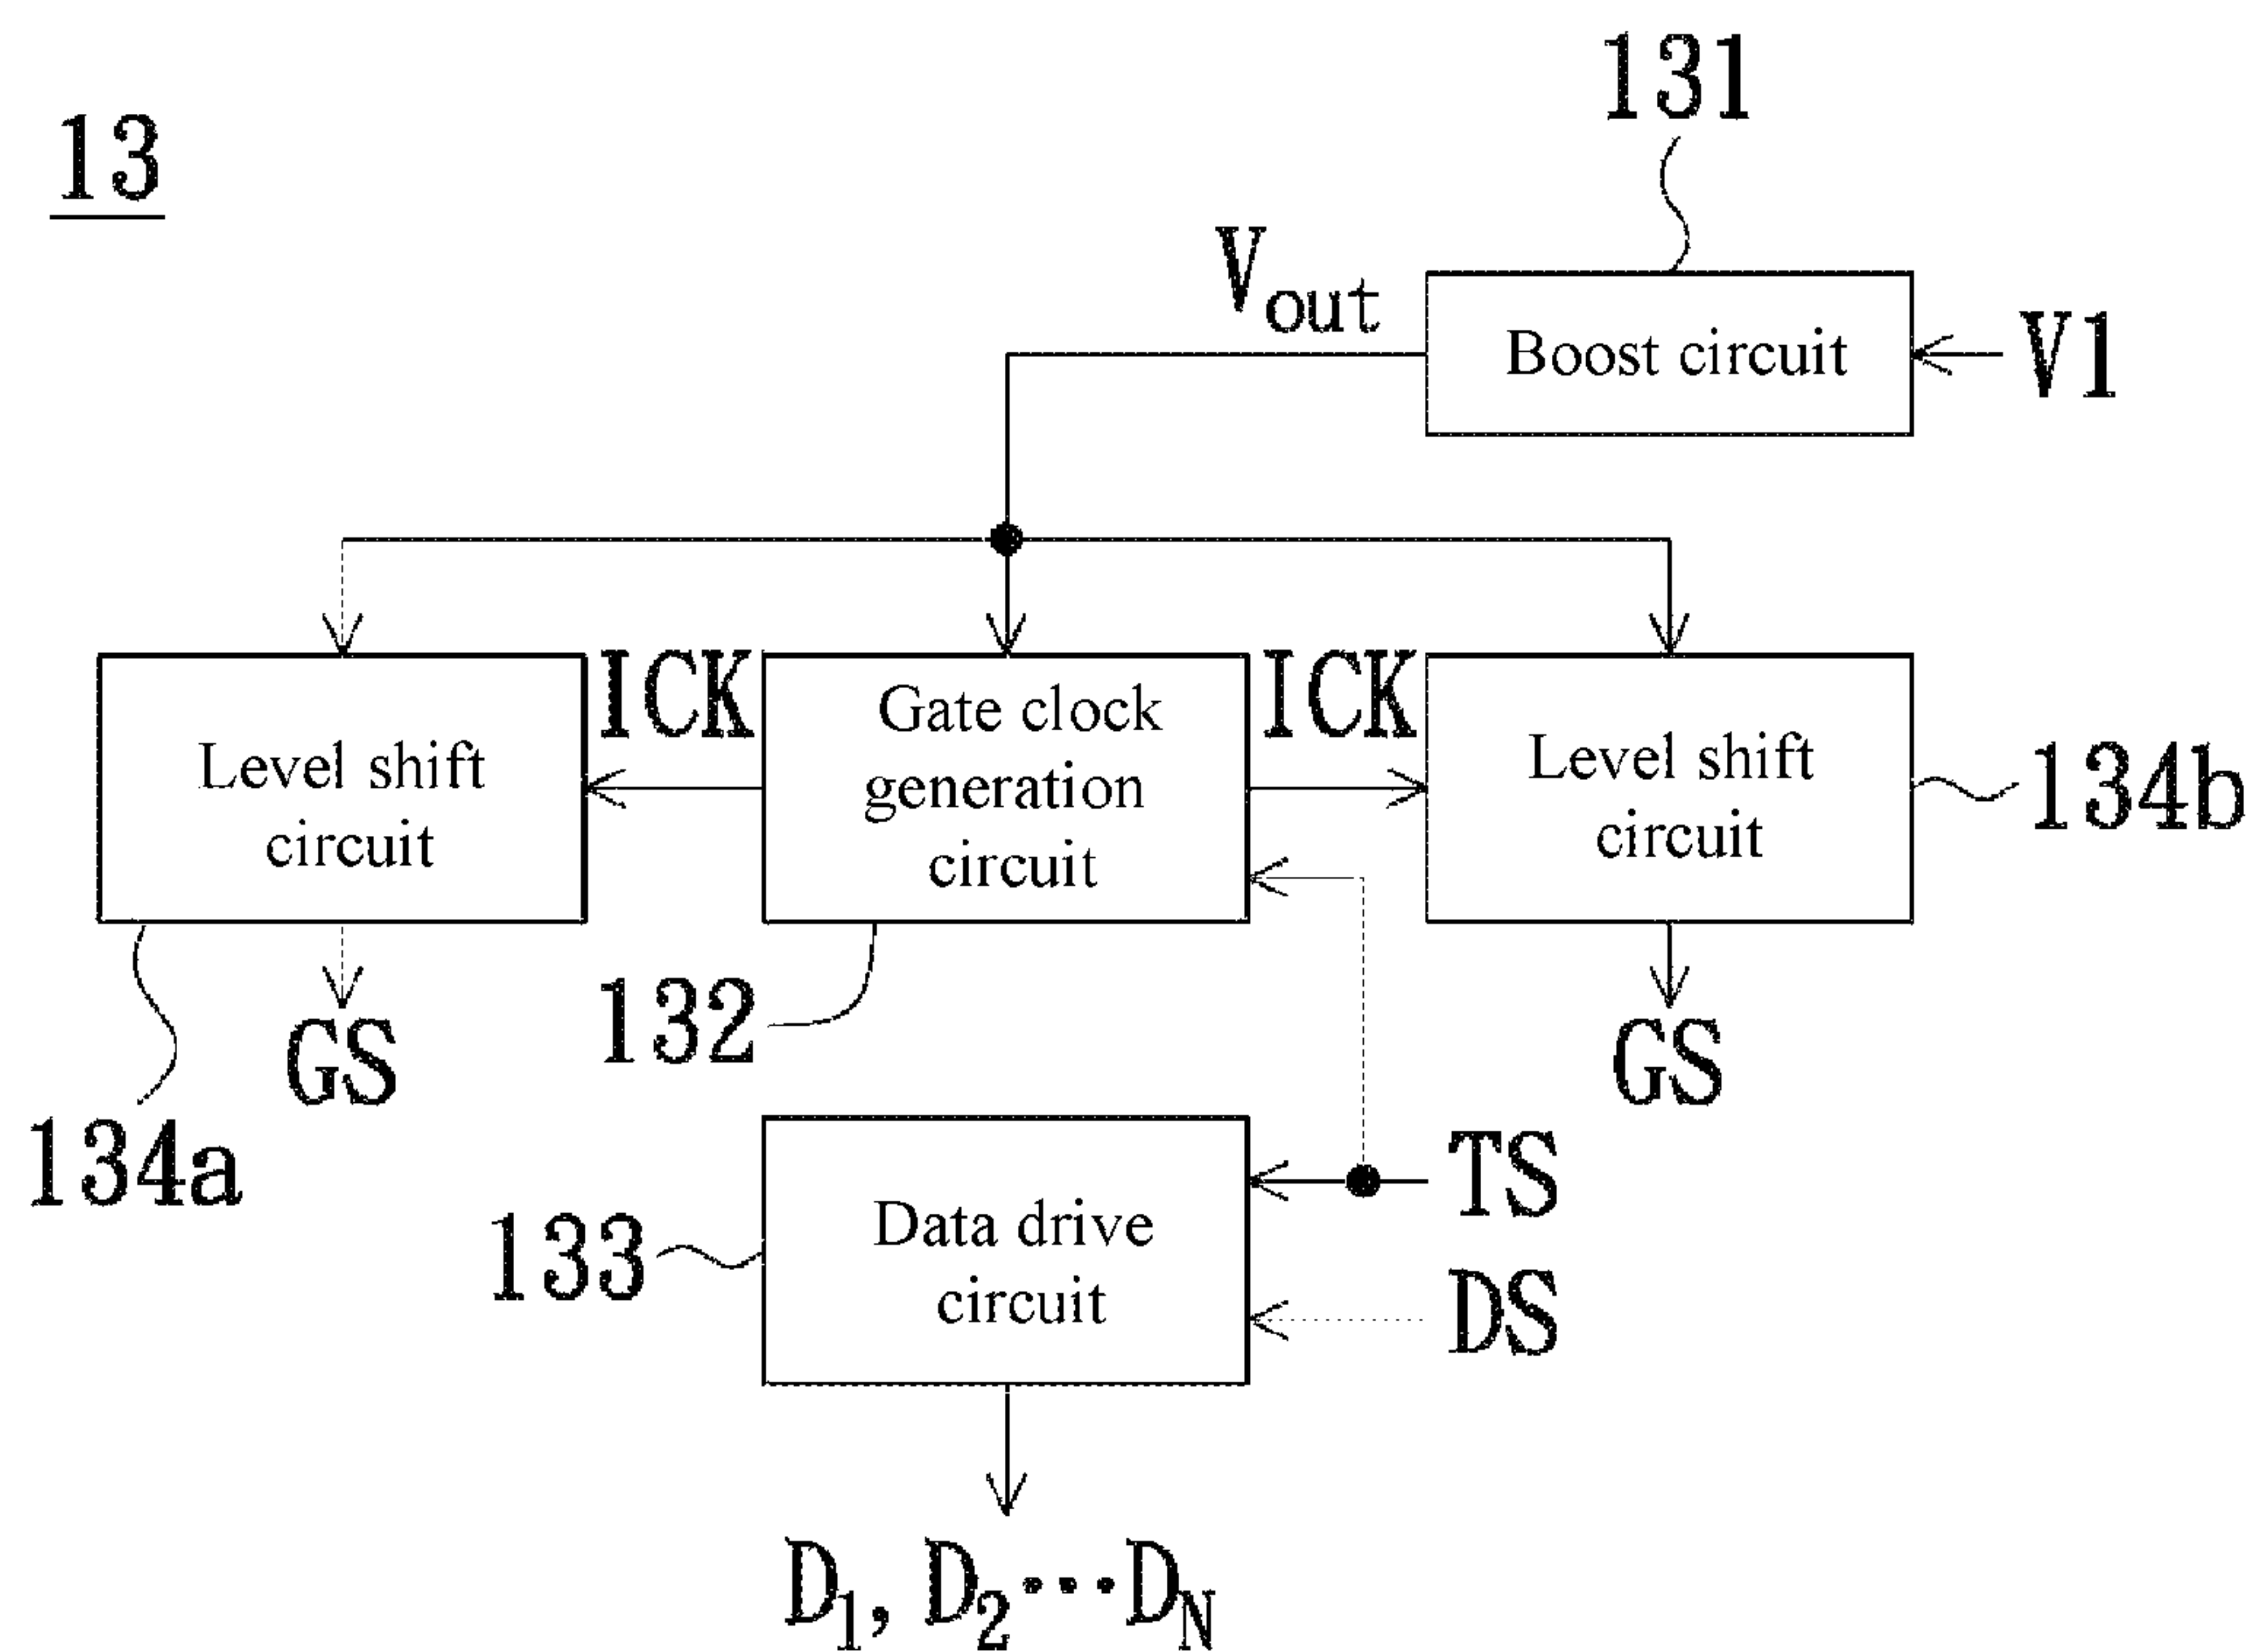 13
131
Vout
Boost circuit
V1
Level shift
circuit
ICK
Gate clock
generation
circuit
ICK
Level shift
circuit
134b
132
GS
GS
134a
133
Data drive
circuit
TS
DS
D1, D2···DN